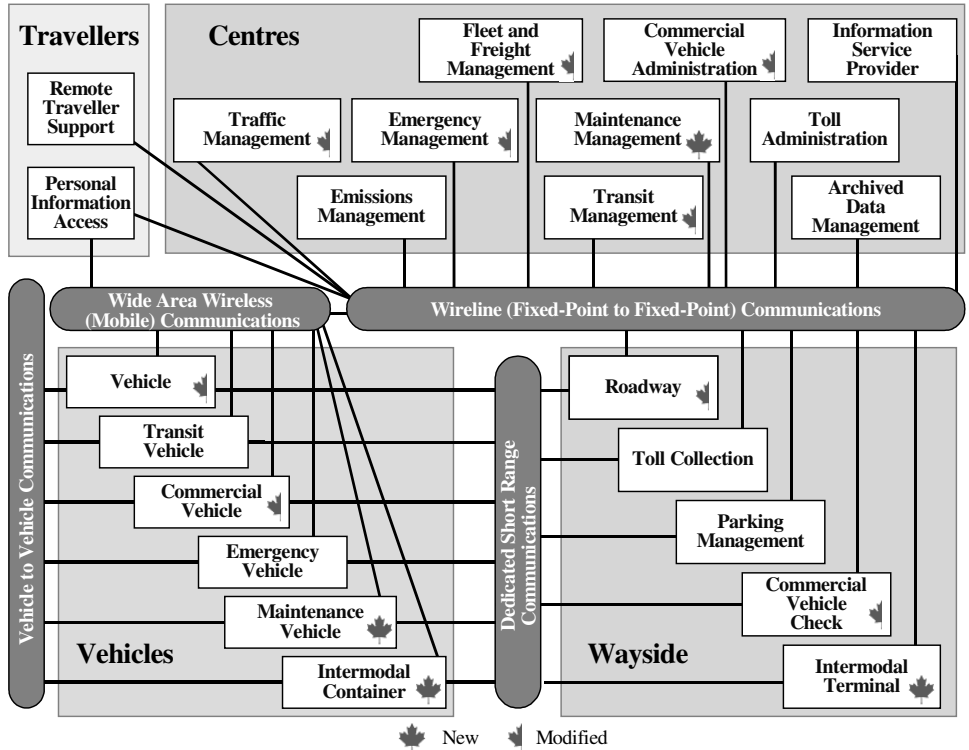 Travellers
Remote
Traveller
Support
Personal
Information
Access
Centres
Fleet and
Freight
Management
Commercial
Vehicle
Administration
Information
Service
Provider
Traffic
Management
Emergency
Management
Maintenance
Management
Toll
Administration
Emissions
Management
Transit
Management
Archived
Data
Management
Wide Area Wireless
(Mobile) Communications
Wireline (Fixed-Point to Fixed-Point) Communications
Vehicle to Vehicle Communications
Vehicle
Transit
Vehicle
Commercial
Vehicle
Emergency
Vehicle
Maintenance
Vehicle
Intermodal
Container
Vehicles
Dedicated Short Range
Communications
Roadway
Toll Collection
Parking
Management
Commercial
Vehicle
Check
Intermodal
Terminal
Wayside
New
Modified